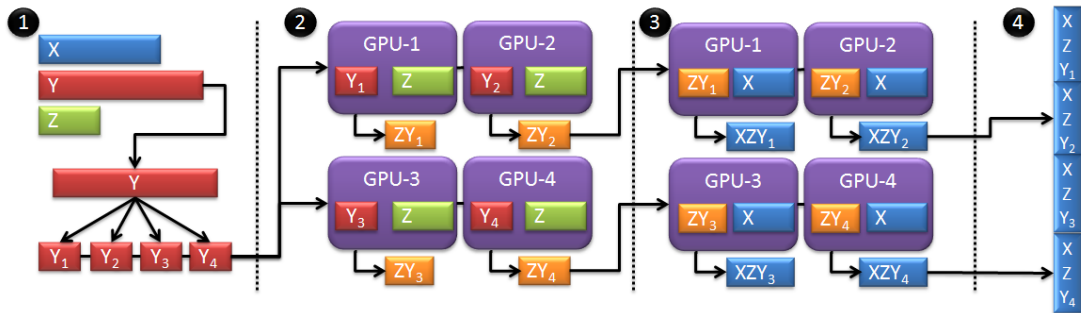 1
X
Y
Z
Y
Y1 Y2 Y3 Y4
2
GPU-1 GPU-2
Y1 Z Y2 Z
ZY1 ZY2
GPU-3 GPU-4
Y3 Z Y4 Z
ZY3 ZY4
3
GPU-1 GPU-2
ZY1 X ZY2 X
XZY1 XZY2
GPU-3 GPU-4
ZY3 X ZY4 X
XZY3 XZY4
4
X
Z
Y1
X
Z
Y2
X
Z
Y3
X
Z
Y4